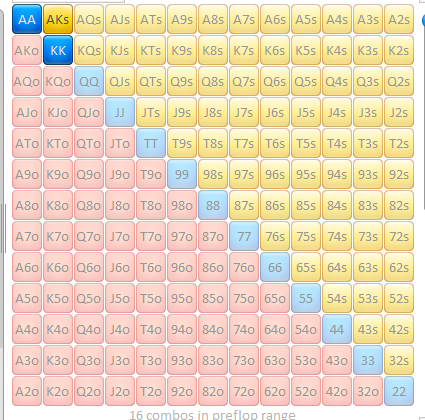 AA AKs AQs AJs ATs A9s A8s A7s A6s A5s A4s A3s A2s
AKo KK KQs KJs KTs K9s K8s K7s K6s K5s K4s K3s K2s
AQo KQo QQ QJs QTs Q9s Q8s Q7s Q6s Q5s Q4s Q3s Q2s
AJo KJo QJo JJ JTs J9s J8s J7s J6s J5s J4s J3s J2s
ATo KTo QTo JTo TT T9s T8s T7s T6s T5s T4s T3s T2s
A9o K9o Q9o J9o T9o 99 98s 97s 96s 95s 94s 93s 92s
A8o K8o Q8o J8o T8o 98o 88 87s 86s 85s 84s 83s 82s
A7o K7o Q7o J7o T7o 97o 87o 77 76s 75s 74s 73s 72s
A6o K6o Q6o J6o T6o 96o 86o 76o 66 65s 64s 63s 62s
A5o K5o Q5o J5o T5o 95o 85o 75o 65o 55 54s 53s 52s
A4o K4o Q4o J4o T4o 94o 84o 74o 64o 54o 44 43s 42s
A3o K3o Q3o J3o T3o 93o 83o 73o 63o 53o 43o 33 32s
A2o K2o Q2o J2o T2o 92o 82o 72o 62o 52o 42o 32o 22
16 combos in preflop range